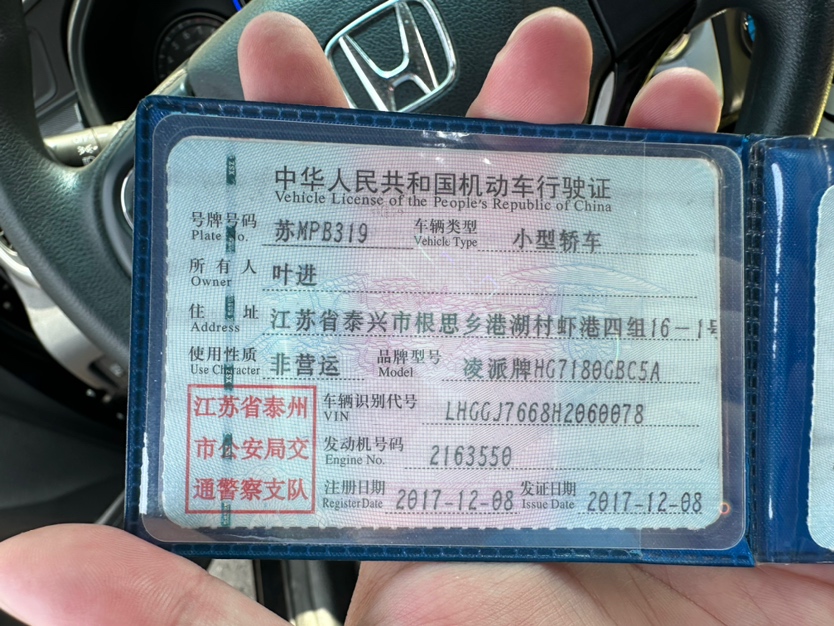 中华人民共和国机动车行驶证
Vehicle License of the People's Republic of China
号牌号码 苏MPB319 车辆类型 小型轿车
Plate No. Vehicle Type
所有人 叶进
Owner
住址 江苏省泰兴市根思乡港湖村虾港四组16-1号
Address
使用性质 非营运 品牌型号 凌派牌HG7180GBC5A
Use Character Model
江苏省泰州 车辆识别代号 LHGGJ7668H2060078
VIN
市公安局交 发动机号码 2163550
Engine No.
通警察支队 注册日期 2017-12-08 发证日期 2017-12-08
Register Date Issue Date